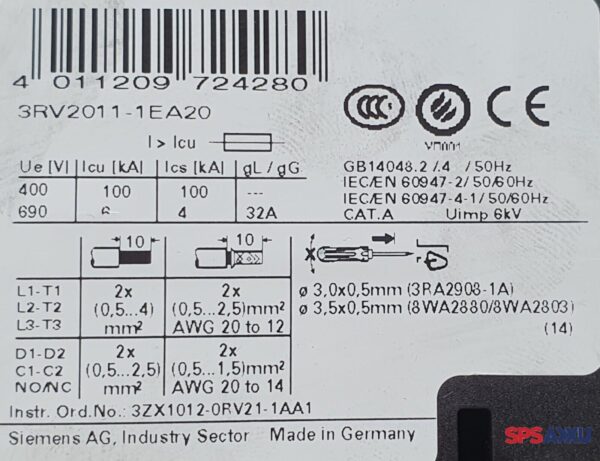 4 011209 724280
3RV2011-1EA20
I > Icu
Ue [V] Icu [kA] Ics [kA] gL / gG
400 100 100 ---
690 6 4 32A
CCC CE
GB14048.2 /.4 / 50Hz
IEC/EN 60947-2/ 50/60Hz
IEC/EN 60947-4-1/ 50/60Hz
CAT.A Uimp 6kV
10 10 X
L1-T1 2x 2x
L2-T2 (0,5...4) (0,5...2,5)mm²
L3-T3 mm² AWG 20 to 12
ø 3,0x0,5mm (3RA2908-1A)
ø 3,5x0,5mm (8WA2880/8WA2803)
(14)
D1-D2 2x 2x
C1-C2 (0,5...2,5) (0,5...1,5)mm²
NO/NC mm² AWG 20 to 14
Instr. Ord.No.: 3ZX1012-0RV21-1AA1
Siemens AG, Industry Sector Made in Germany